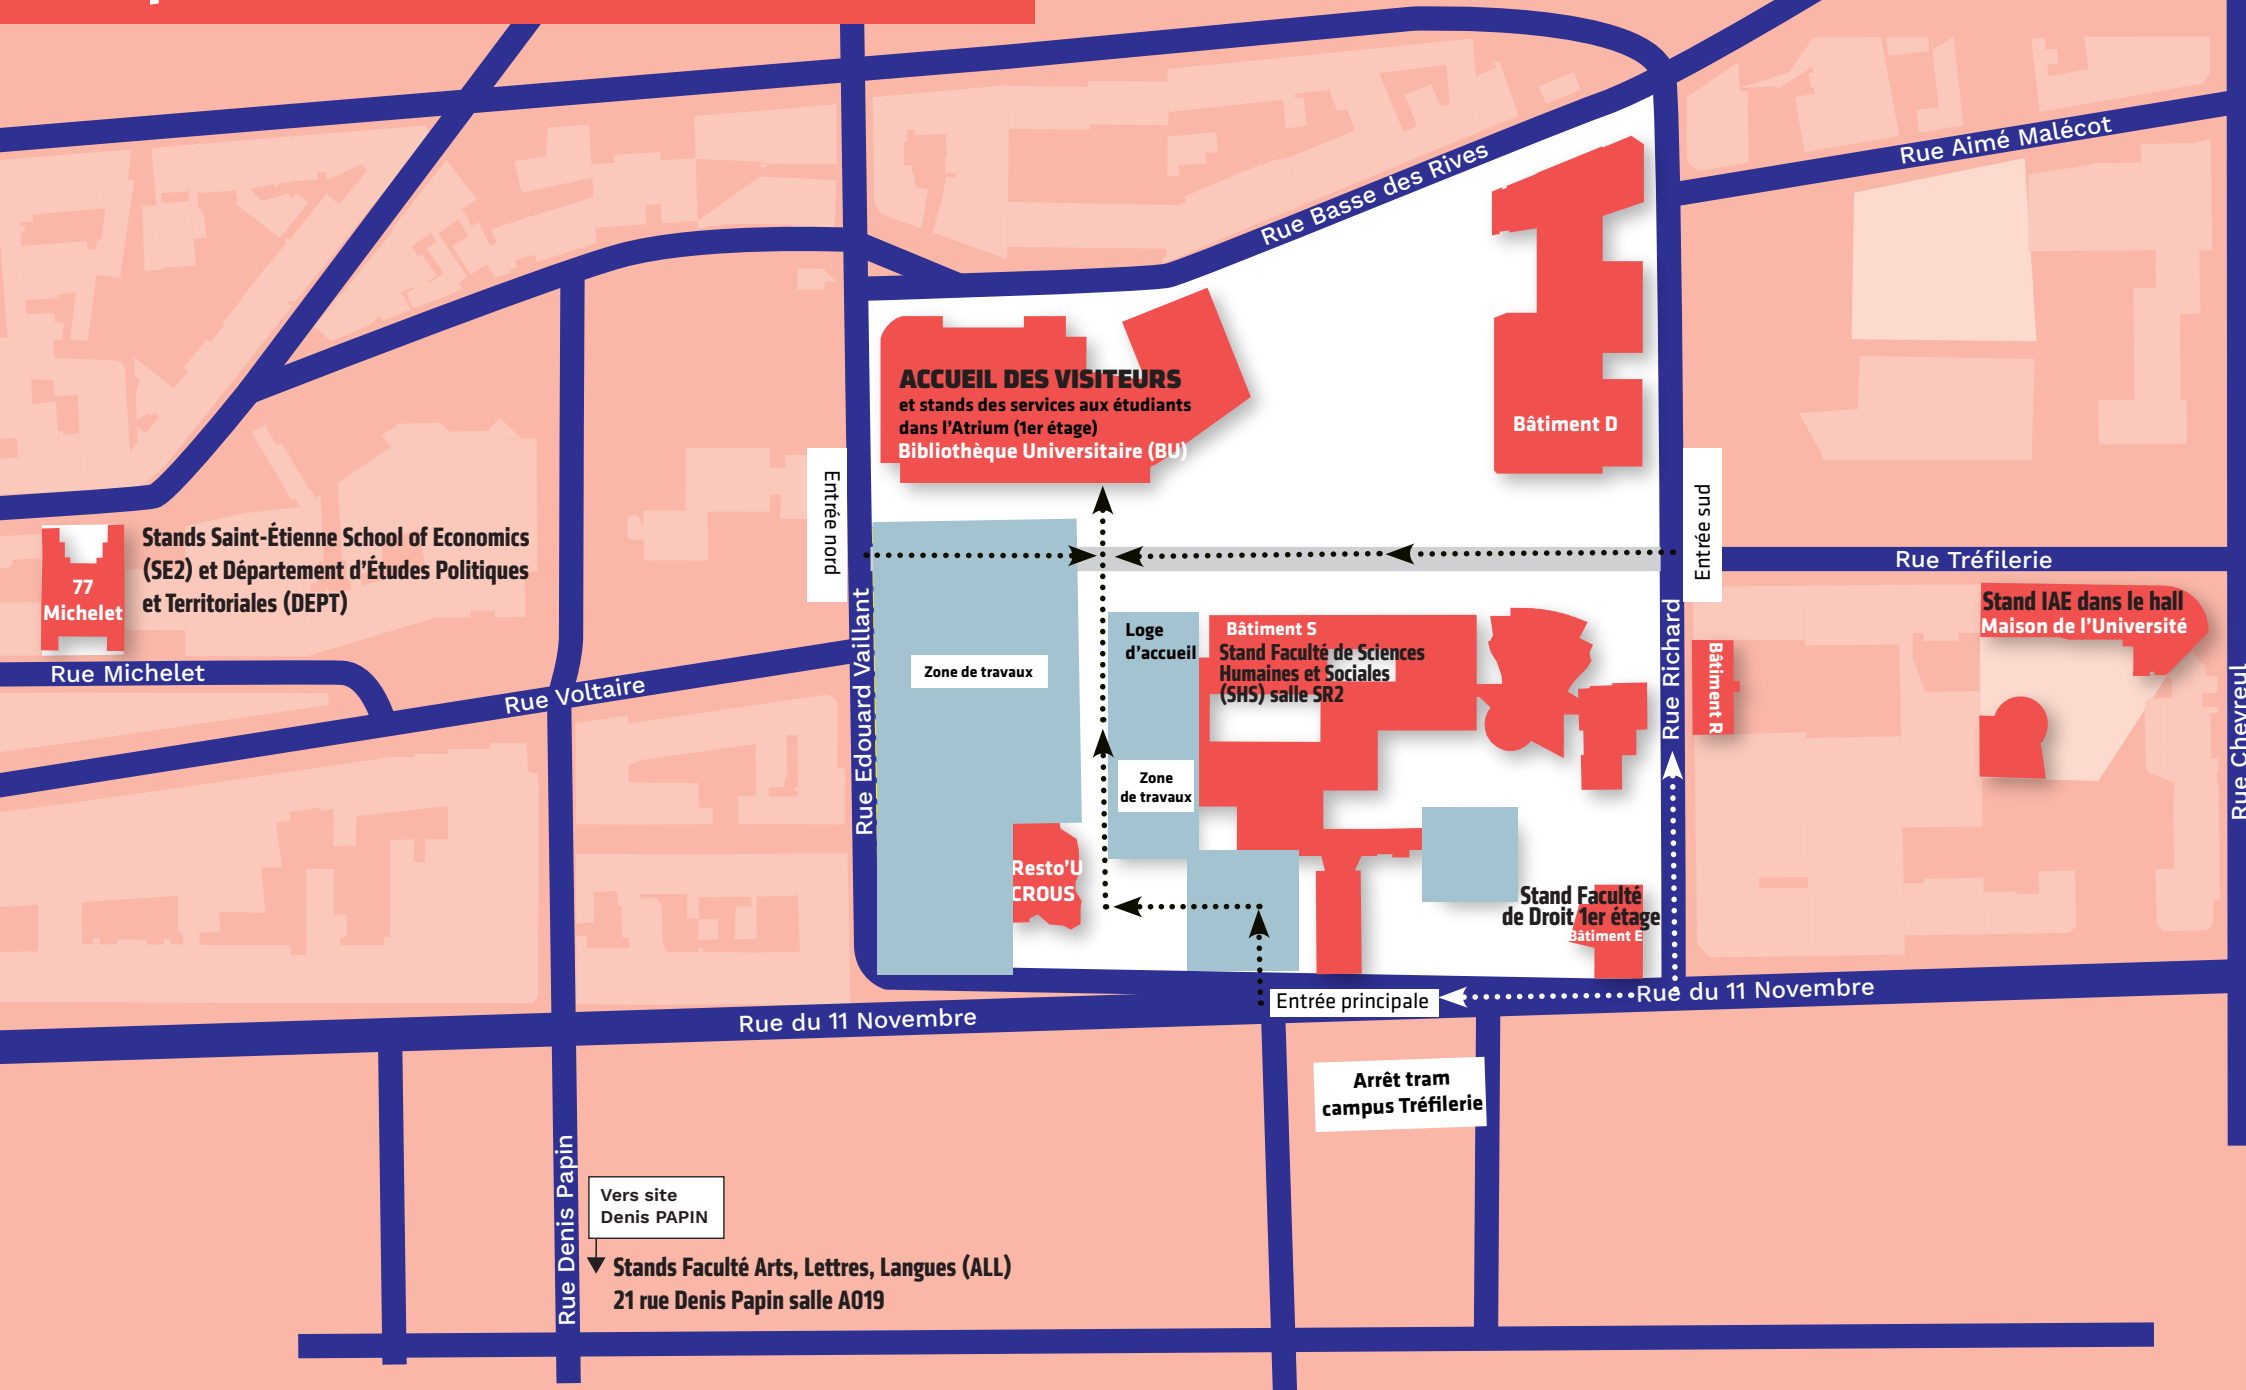 Rue Aimé Malécot
Rue Basse des Rives
ACCUEIL DES VISITEURS
et stands des services aux étudiants
dans l'Atrium (1er étage)
Bibliothèque Universitaire (BU)
Bâtiment D
Entrée nord
Entrée sud
Stands Saint-Étienne School of Economics
(SE2) et Département d'Études Politiques
et Territoriales (DEPT)
77
Michelet
Rue Tréfilerie
Stand IAE dans le hall
Maison de l'Université
Rue Michelet
Rue Voltaire
Rue Edouard Vaillant
Zone de travaux
Loge
d'accueil
Bâtiment S
Stand Faculté de Sciences
Humaines et Sociales
(SHS) salle SR2
Rue Richard
Bâtiment R
Rue Chevreul
Zone
de travaux
Resto'U
CROUS
Stand Faculté
de Droit 1er étage
Bâtiment E
Entrée principale
Rue du 11 Novembre
Rue du 11 Novembre
Arrêt tram
campus Tréfilerie
Rue Denis Papin
Vers site
Denis PAPIN
Stands Faculté Arts, Lettres, Langues (ALL)
21 rue Denis Papin salle A019